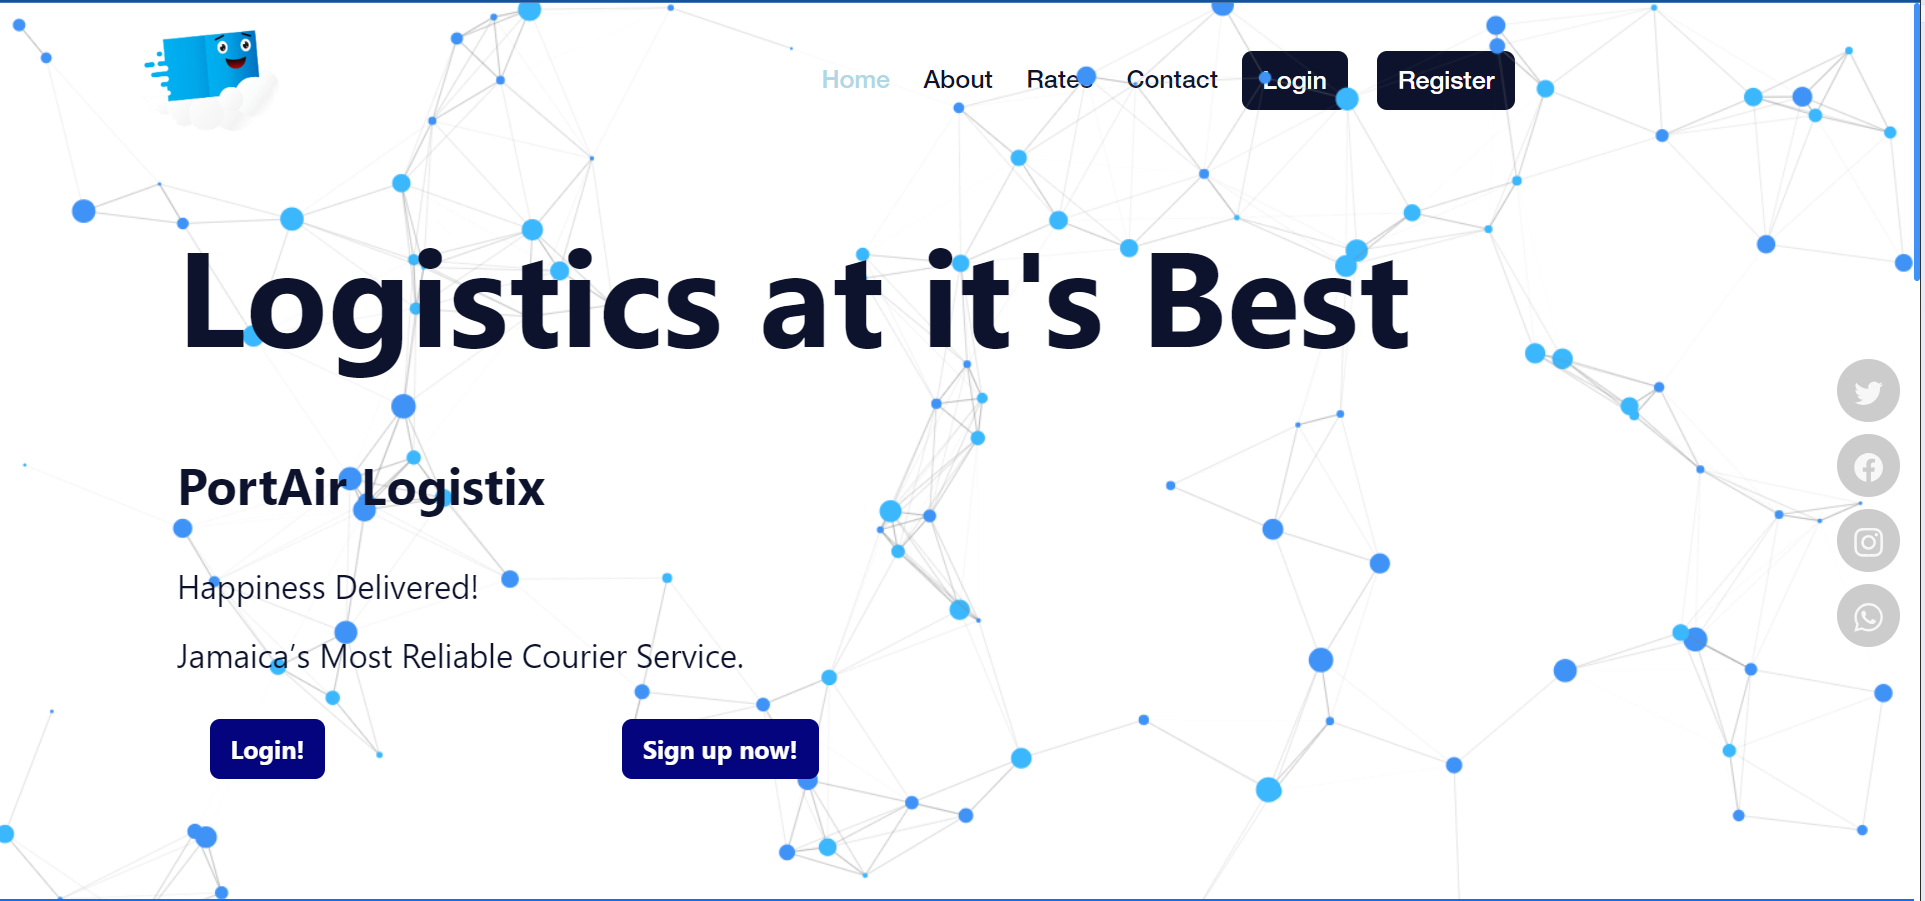 Home About Rates Contact Login Register
Logistics at it's Best
PortAir Logistix
Happiness Delivered!
Jamaica’s Most Reliable Courier Service.
Login! Sign up now!